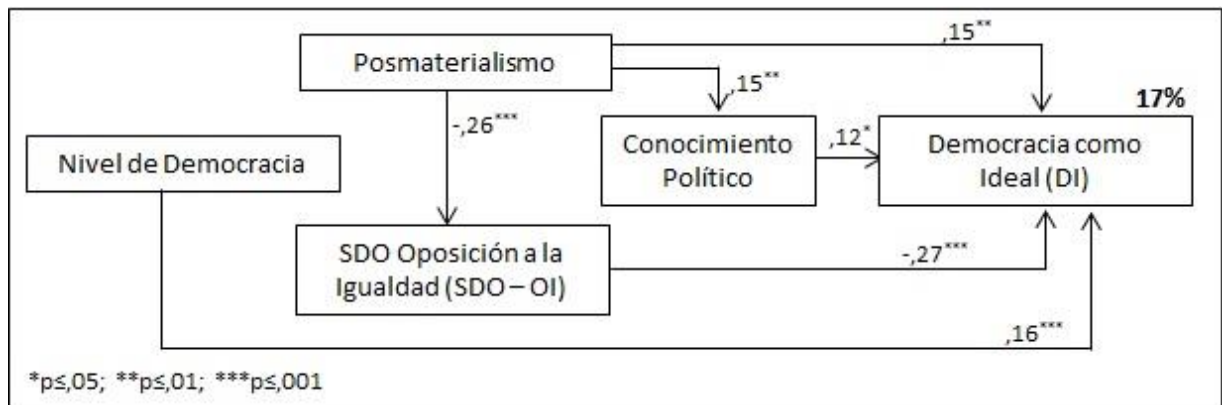 Posmaterialismo
,15**
,15**
17%
-,26***
Nivel de Democracia
Conocimiento
Político
,12*
Democracia como
Ideal (DI)
SDO Oposición a la
Igualdad (SDO – OI)
-,27***
,16***
*p≤,05; **p≤,01; ***p≤,001